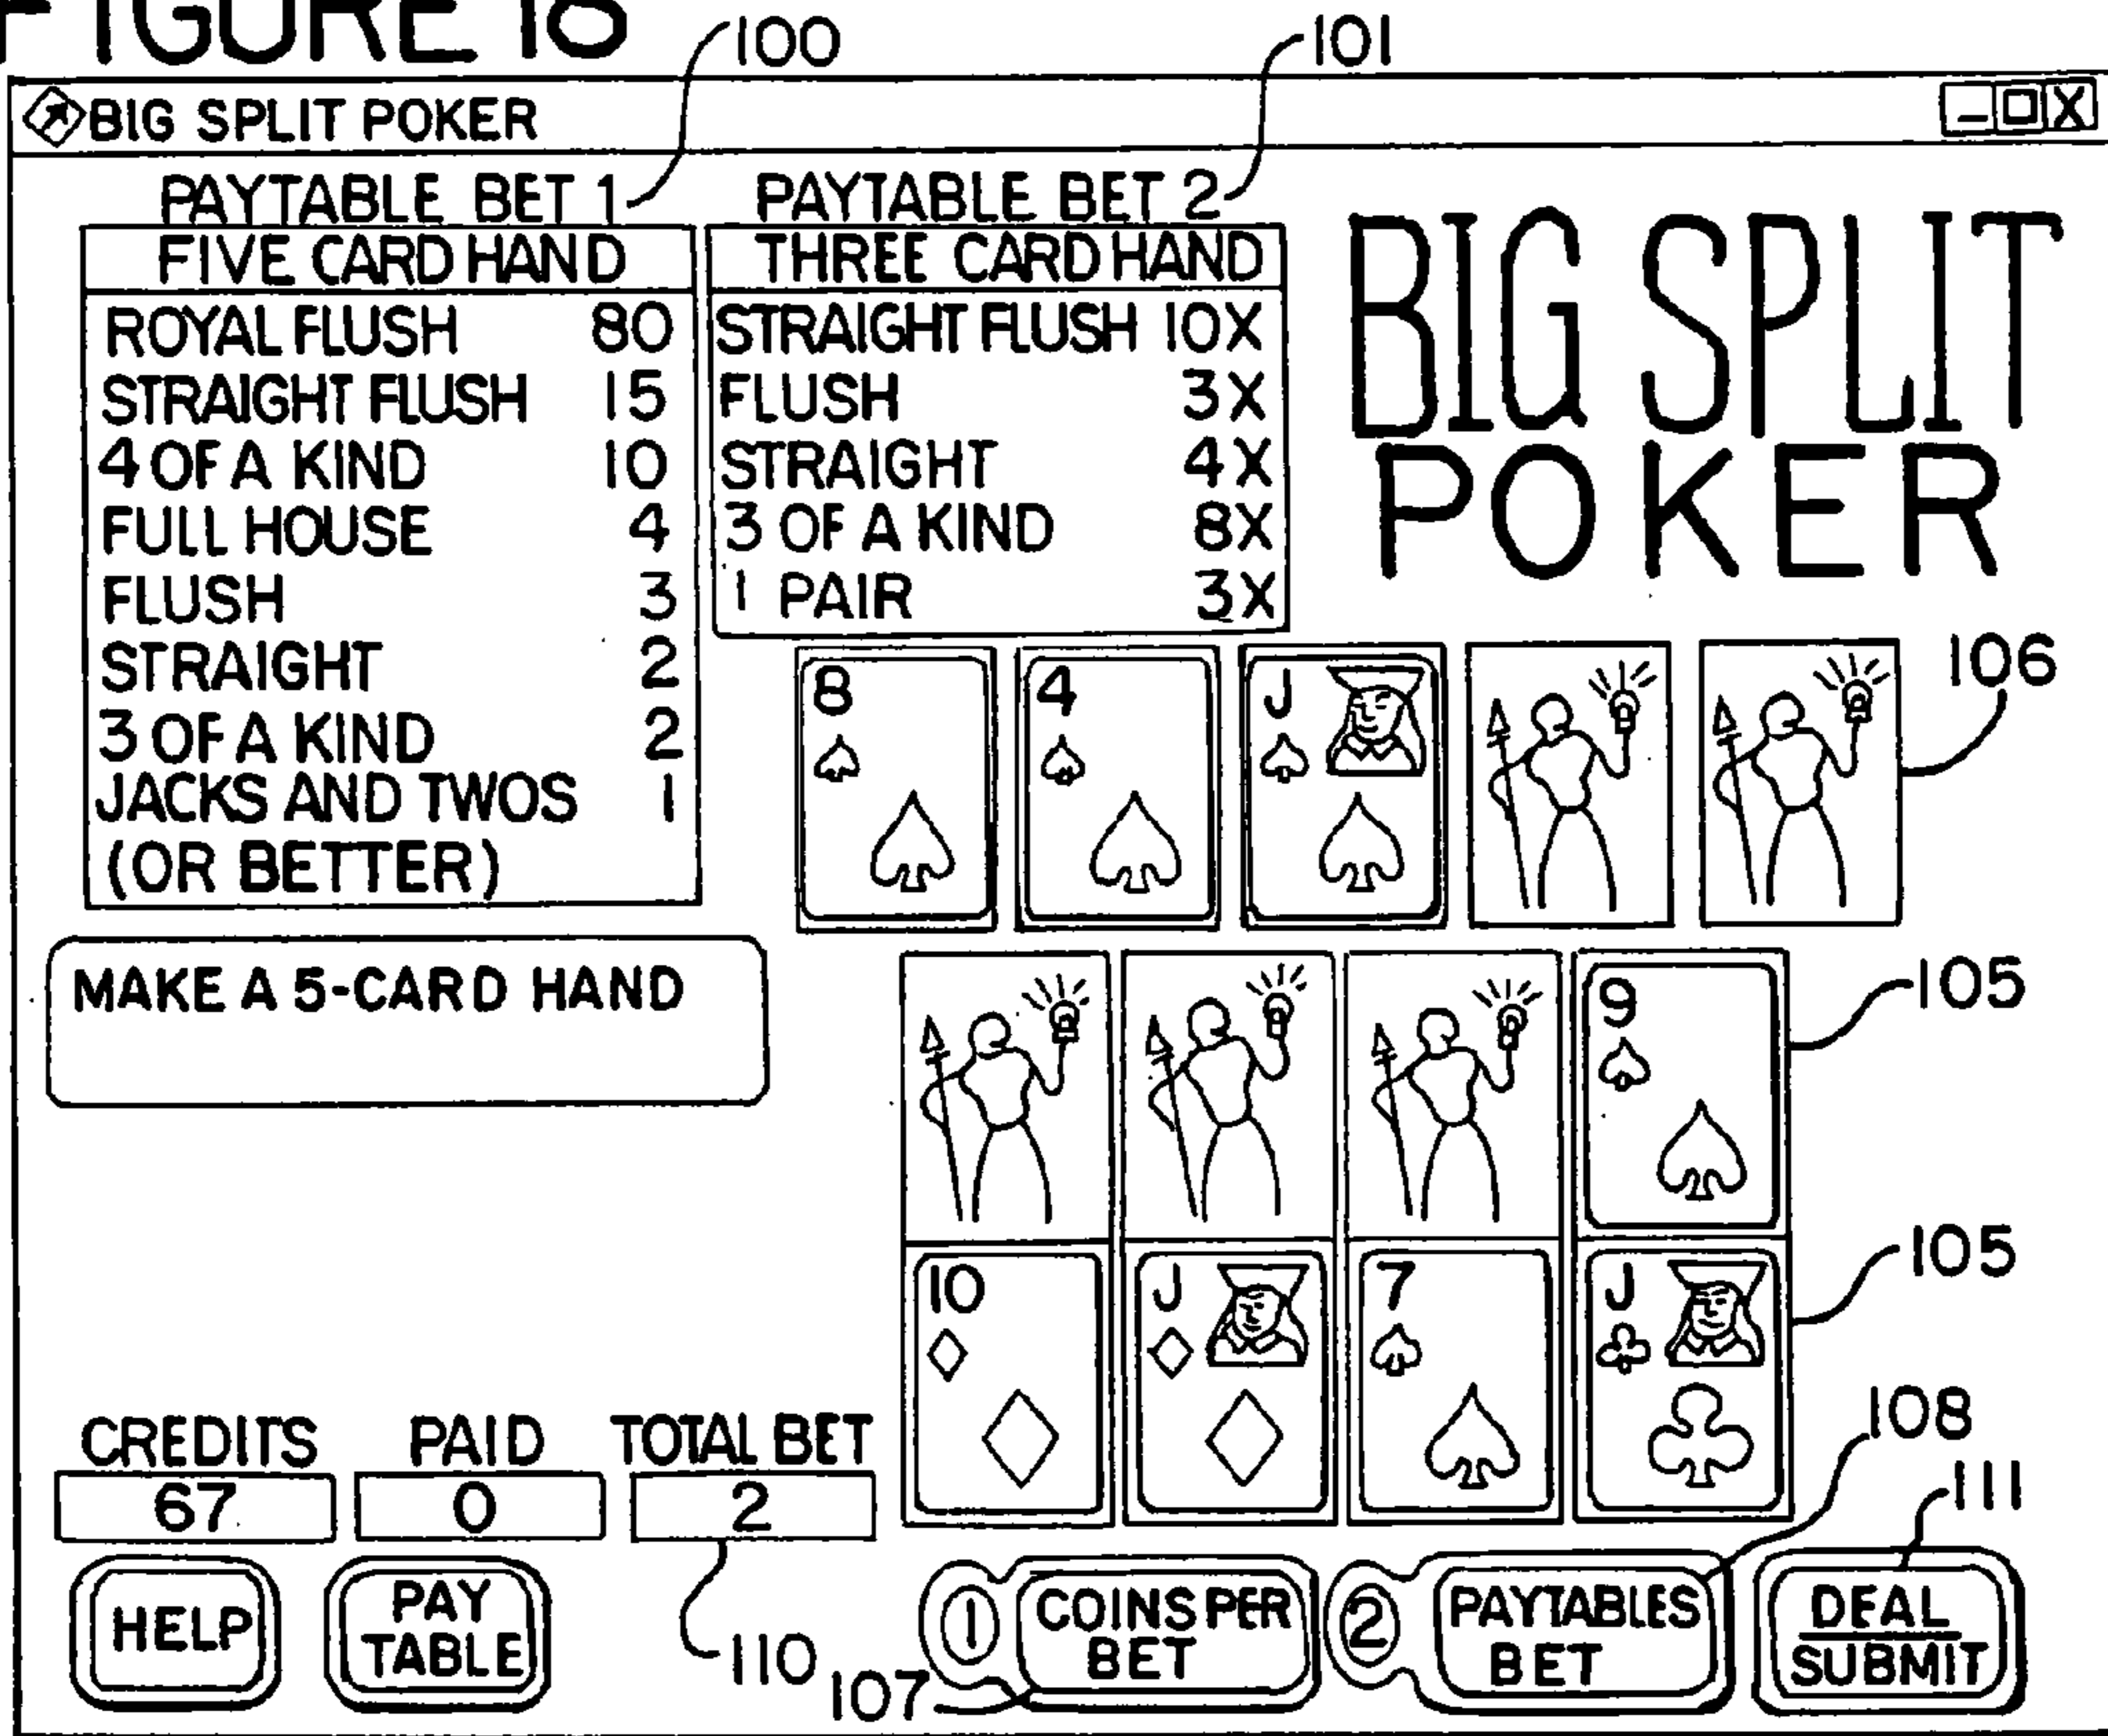 FIGURE 18
100
101
BIG SPLIT POKER
PAYTABLE BET 1
PAYTABLE BET 2
FIVE CARD HAND
ROYAL FLUSH 80
STRAIGHT FLUSH 15
4 OF A KIND 10
FULL HOUSE 4
FLUSH 3
STRAIGHT 2
3 OF A KIND 2
JACKS AND TWOS 1
(OR BETTER)
THREE CARD HAND
STRAIGHT FLUSH 10X
FLUSH 3X
STRAIGHT 4X
3 OF A KIND 8X
1 PAIR 3X
BIG SPLIT
POKER
8
4
J
106
MAKE A 5-CARD HAND
9
105
10
J
7
J
105
108
111
CREDITS PAID TOTAL BET
67 0 2
HELP
PAY
TABLE
110
107
1
COINS PER
BET
2
PAYTABLES
BET
DEAL
SUBMIT